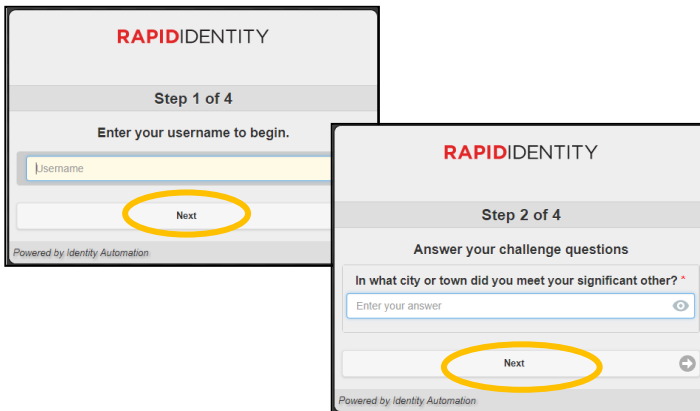 RAPIDIDENTITY
Step 1 of 4
Enter your username to begin.
Username
Next
Powered by Identity Automation
RAPIDIDENTITY
Step 2 of 4
Answer your challenge questions
In what city or town did you meet your significant other? *
Enter your answer
Next
Powered by Identity Automation